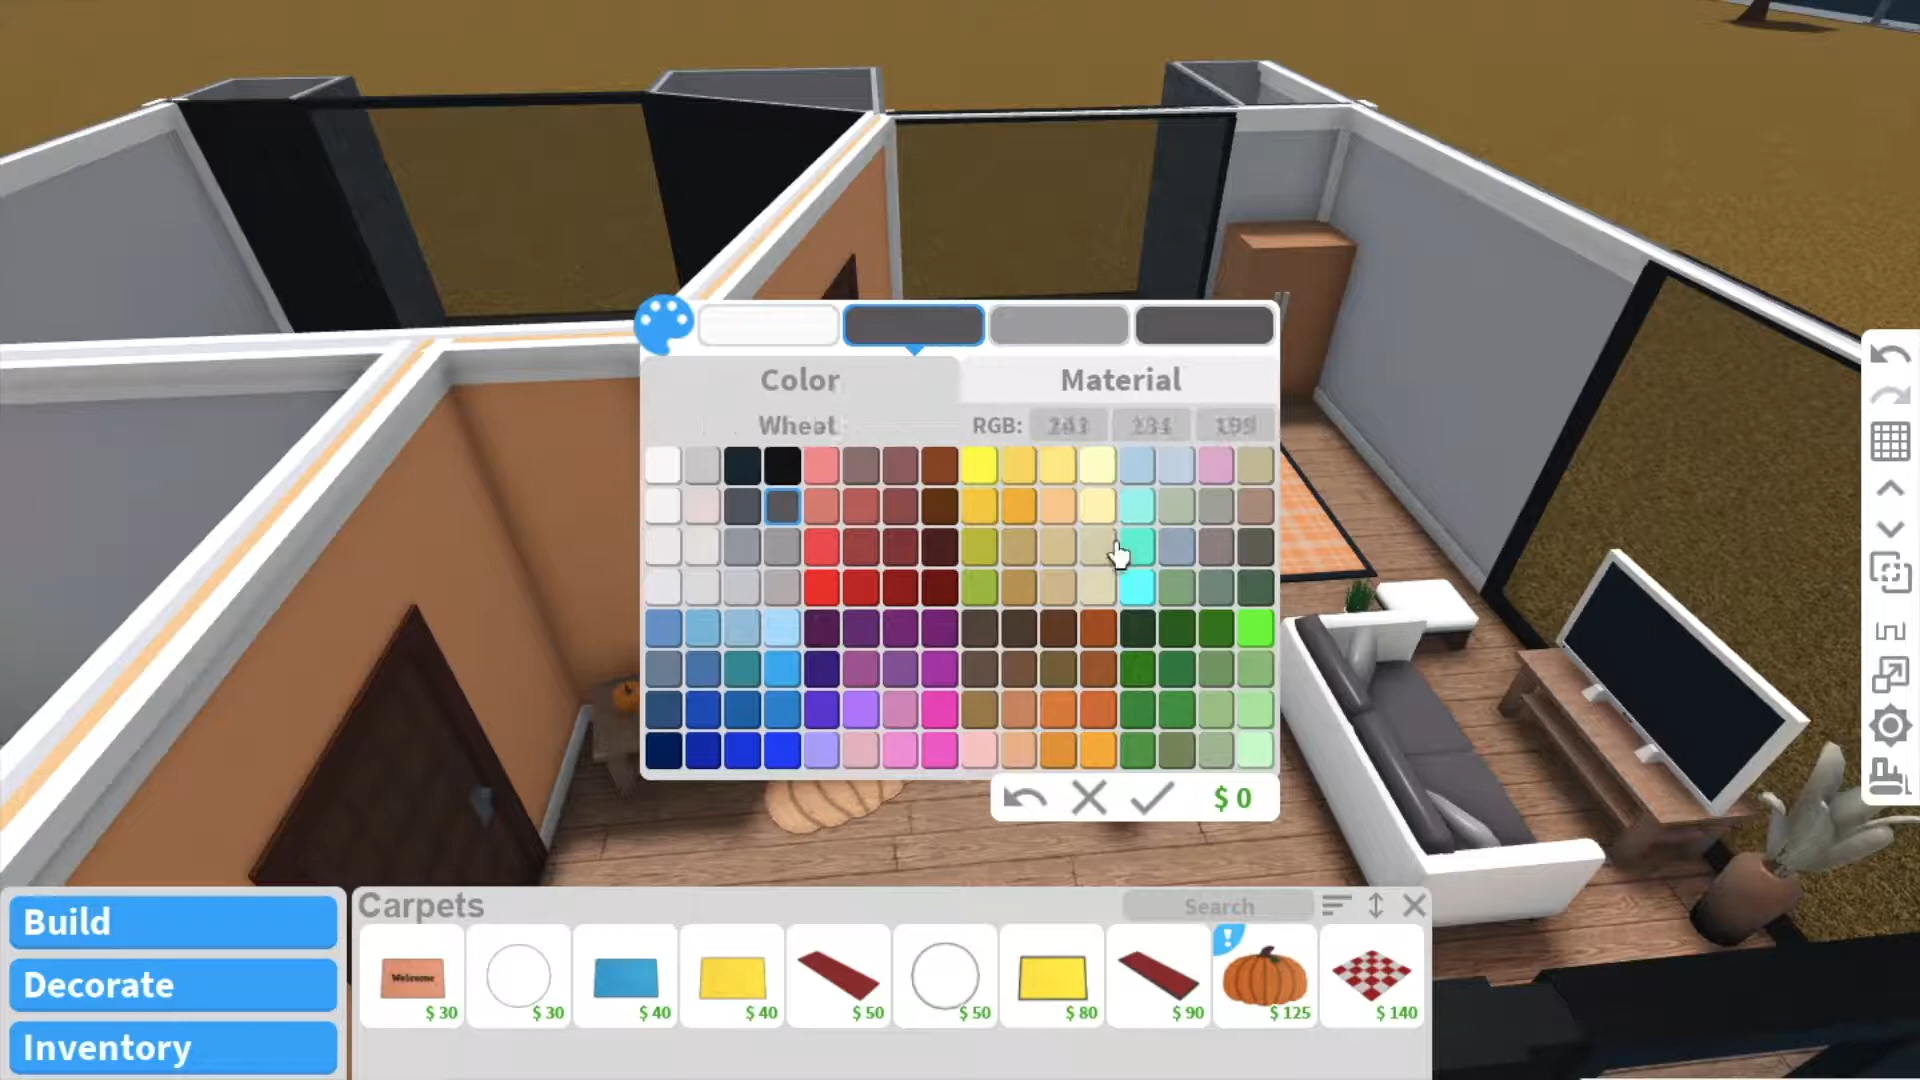 Color
Material
Wheat
RGB:
$ 0
Build
Decorate
Inventory
Carpets
Search
Welcome
$ 30
$ 30
$ 40
$ 40
$ 50
$ 50
$ 80
$ 90
!
$ 125
$ 140